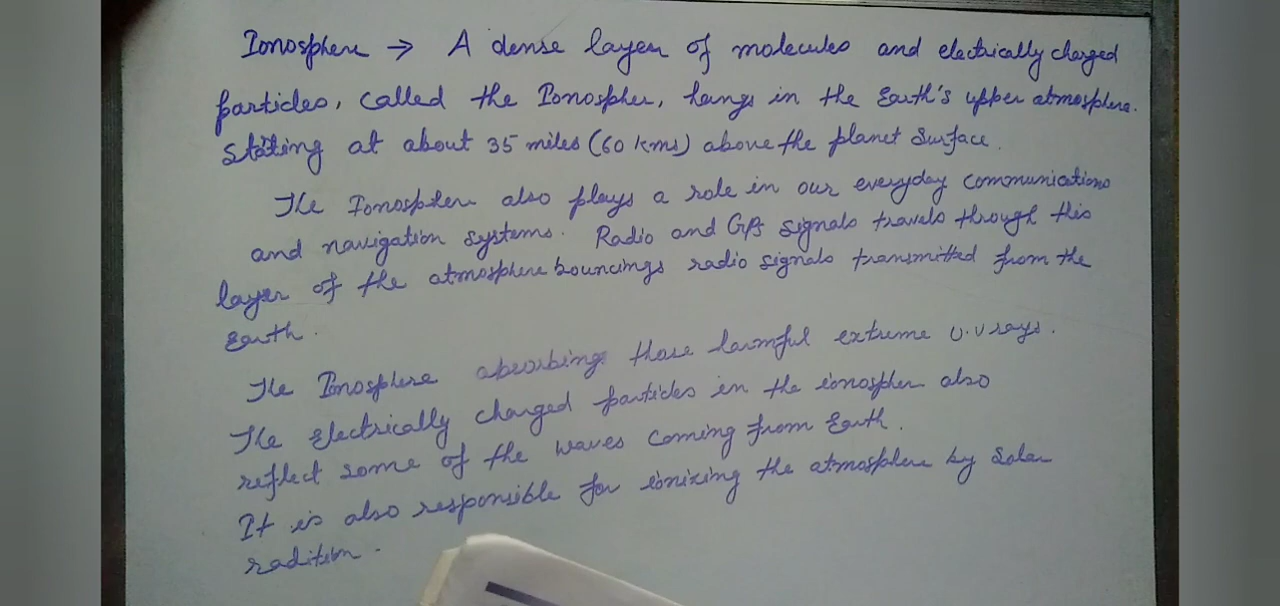 Ionosphere → A dense layer of molecules and electrically charged
particles, called the Ionosphere, hangs in the Earth's upper atmosphere.
Stating at about 35 miles (60 kms) above the planet Surface.
The Ionosphere also plays a role in our everyday communications
and navigation systems. Radio and GPS signals travels through this
layer of the atmosphere bouncings radio signals transmitted from the
Earth.
The Ionosphere absorbing those harmful extreme U.V rays.
The Electrically charged particles in the ionosphere also
reflect some of the waves coming from Earth.
It is also responsible for ionizing the atmosphere by Solar
radition.